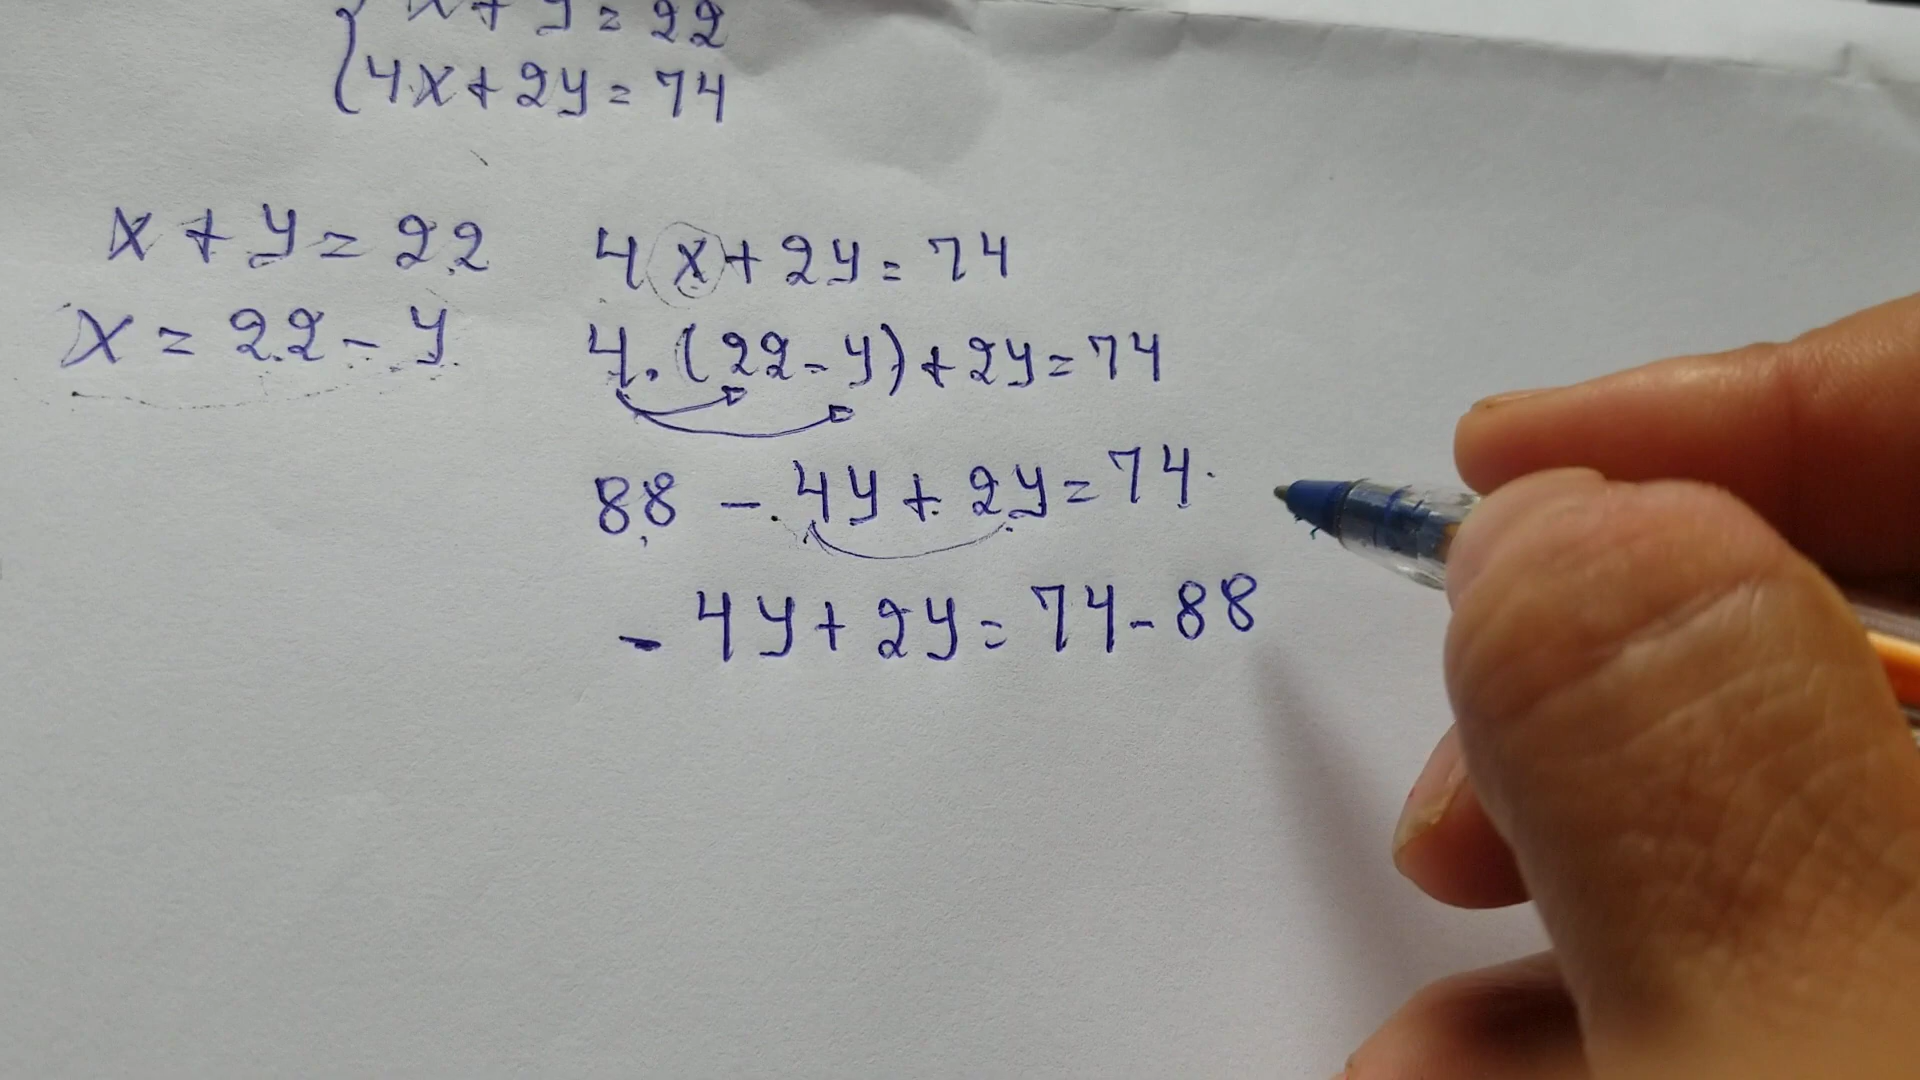 x + y = 22
4x + 2y = 74
x + y = 22
x = 22 - y
4x + 2y = 74
4.(22 - y) + 2y = 74
88 - 4y + 2y = 74
- 4y + 2y = 74 - 88